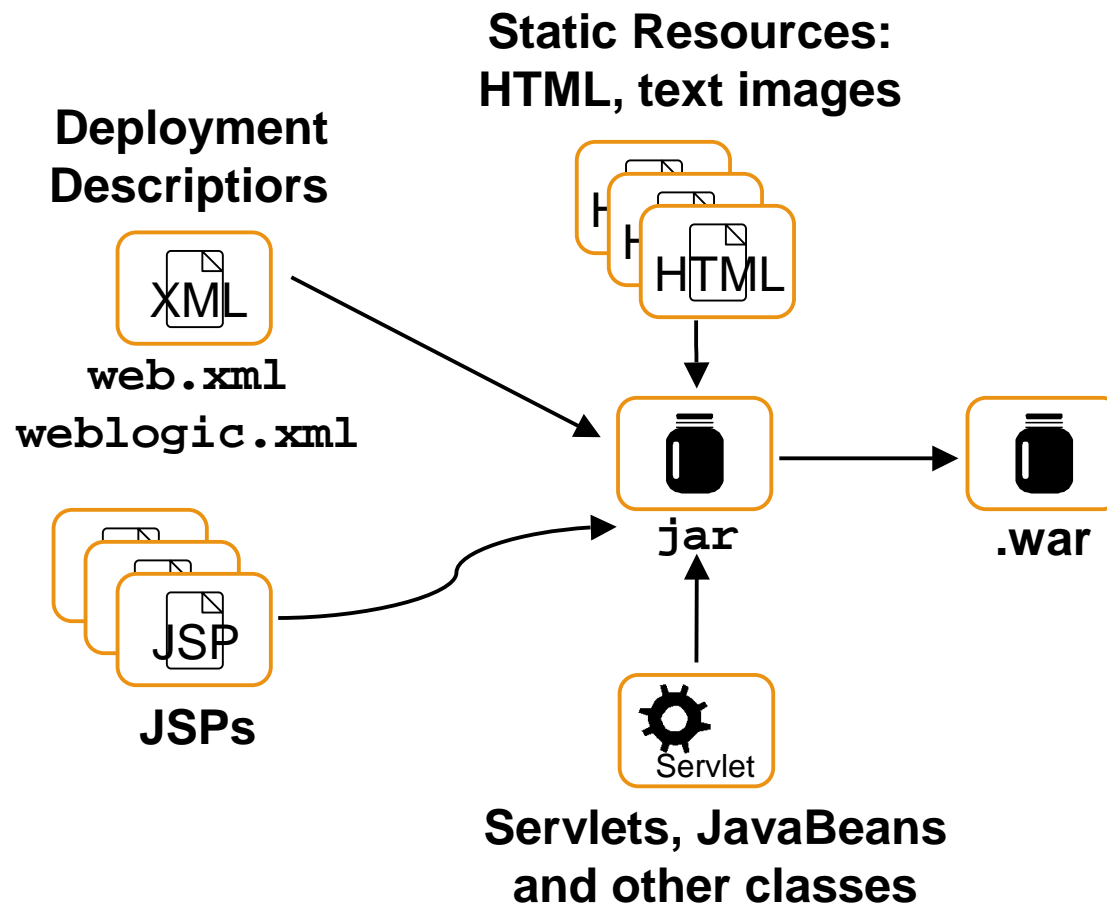 Static Resources:
HTML, text images
Deployment
Descriptiors
H
H
HTML
XML
web.xml
weblogic.xml
jar
.war
JSP
JSPs
Servlet
Servlets, JavaBeans
and other classes